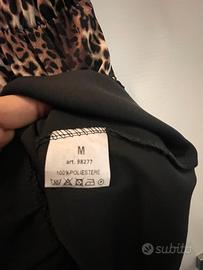 M
art. 98277
100%POLIESTERE
subito